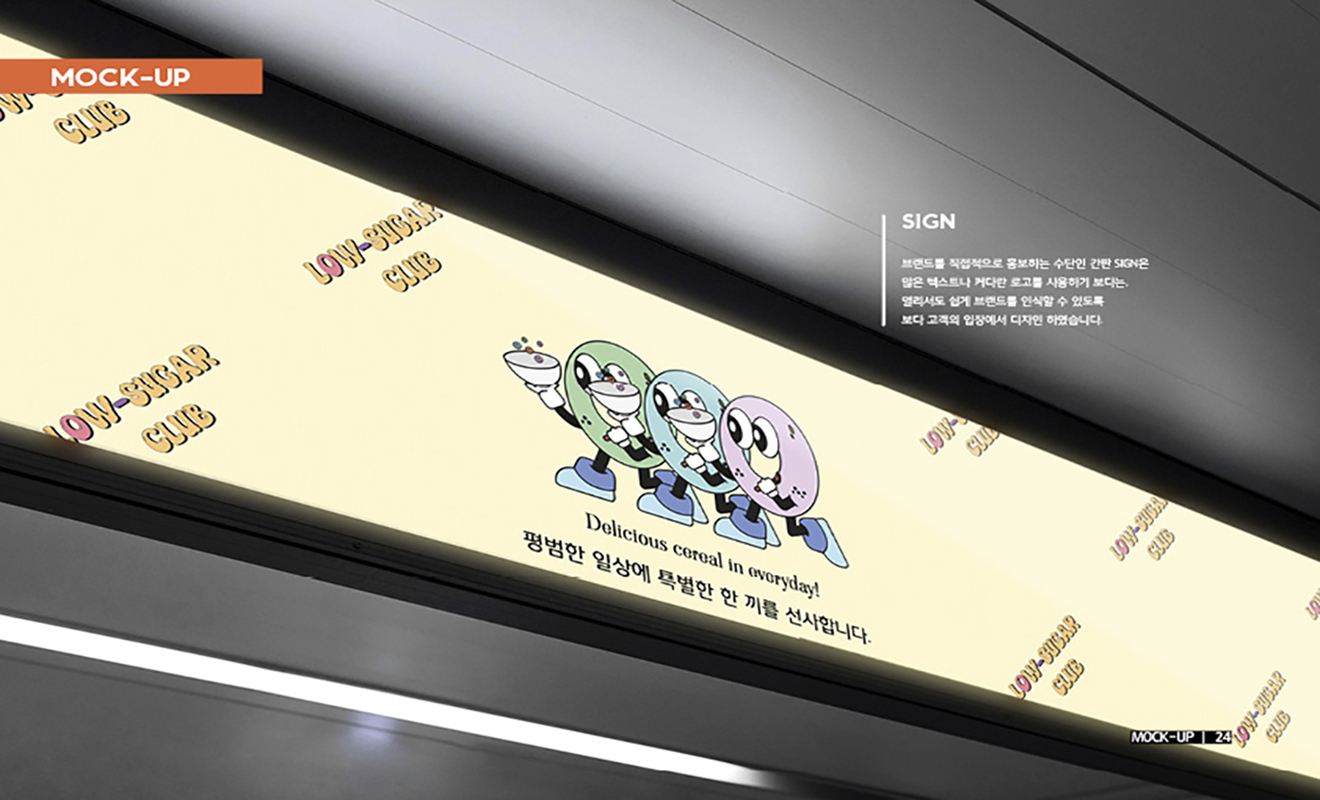 MOCK-UP
CLUB
LOW-SUGAR
CLUB
LOW-SUGAR
CLUB
SIGN
브랜드를 직접적으로 홍보하는 수단인 간판 SIGN은
많은 텍스트나 커다란 로고를 사용하기 보다는,
멀리서도 쉽게 브랜드를 인식할 수 있도록
보다 고객의 입장에서 디자인 하였습니다.
Delicious cereal in everyday!
평범한 일상에 특별한 한 끼를 선사합니다.
LOW-SUGAR
CLUB
LOW-SUGAR
CLUB
LOW-SUGAR
CLUB
MOCK-UP | 24